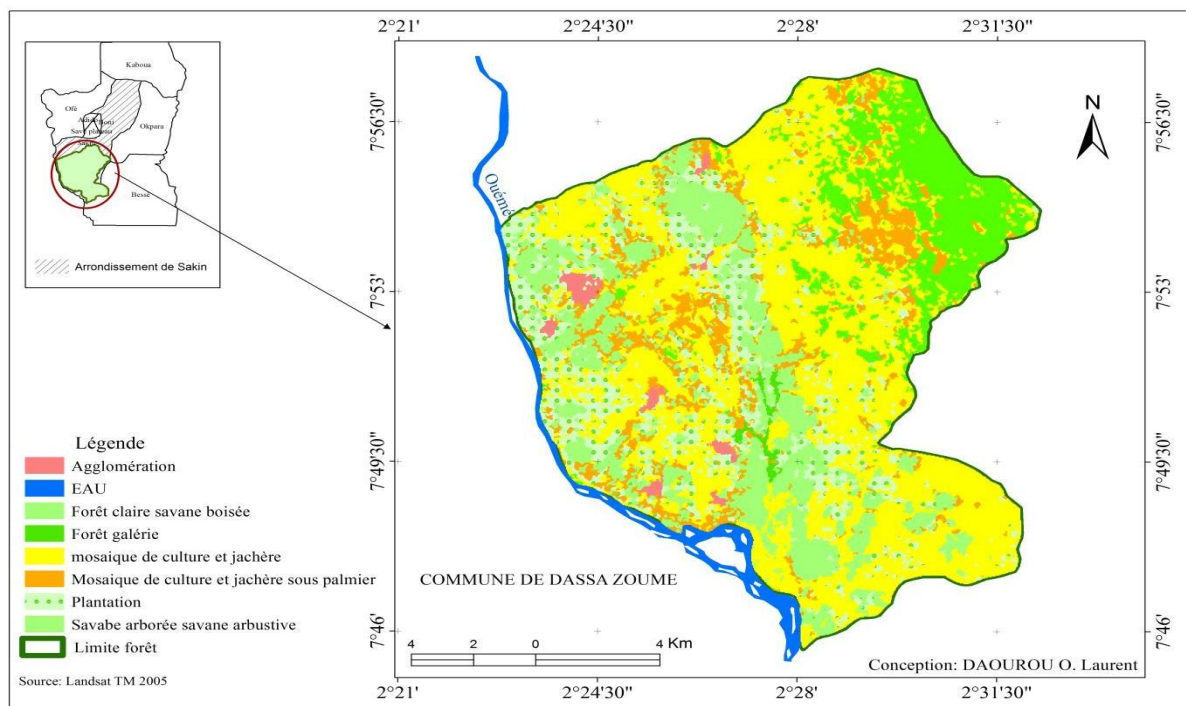 2°21' 2°24'30" 2°28' 2°31'30"
Kaboua
Ofè
Okpara
Bessé
Arrondissement de Sakin
N
Ouémé
7°56'30" 7°56'30"
7°53' 7°53'
7°49'30" 7°49'30"
7°46' 7°46'
Légende
Agglomération
EAU
Forêt claire savane boisée
Forêt galérie
mosaique de culture et jachère
Mosaique de culture et jachère sous palmier
Plantation
Savabe arborée savane arbustive
Limite forêt
Source: Landsat TM 2005
COMMUNE DE DASSA ZOUME
4 2 0 4 Km
Conception: DAOUROU O. Laurent
2°21' 2°24'30" 2°28' 2°31'30"